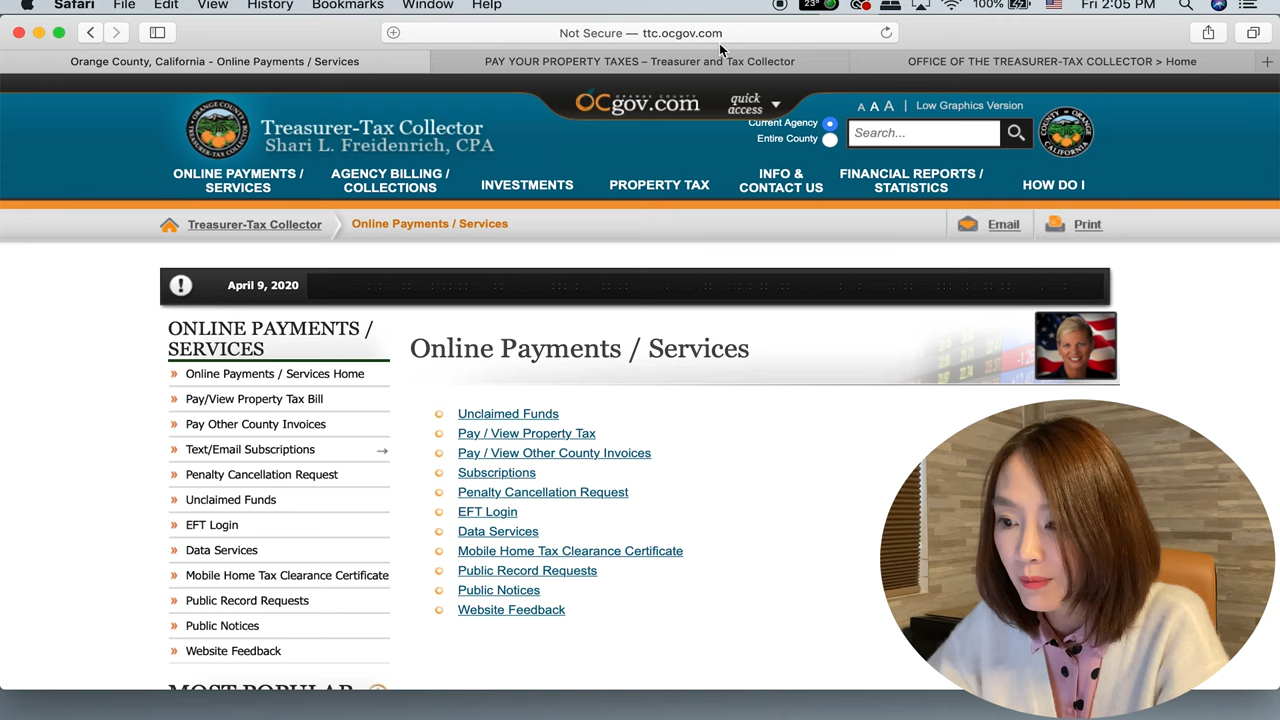 Safari File Edit View History Bookmarks Window Help 23° 100% Fri 2:05 PM
Not Secure — ttc.ocgov.com
Orange County, California - Online Payments / Services PAY YOUR PROPERTY TAXES – Treasurer and Tax Collector OFFICE OF THE TREASURER-TAX COLLECTOR > Home
ORANGE COUNTY
OCgov.com quick access
A A A | Low Graphics Version
Treasurer-Tax Collector
Shari L. Freidenrich, CPA
Current Agency
Entire County
Search...
ONLINE PAYMENTS / SERVICES AGENCY BILLING / COLLECTIONS INVESTMENTS PROPERTY TAX INFO & CONTACT US FINANCIAL REPORTS / STATISTICS HOW DO I
Treasurer-Tax Collector Online Payments / Services Email Print
April 9, 2020
ONLINE PAYMENTS /
SERVICES
Online Payments / Services Home
Pay/View Property Tax Bill
Pay Other County Invoices
Text/Email Subscriptions
Penalty Cancellation Request
Unclaimed Funds
EFT Login
Data Services
Mobile Home Tax Clearance Certificate
Public Record Requests
Public Notices
Website Feedback
MOST POPULAR
Online Payments / Services
Unclaimed Funds
Pay / View Property Tax
Pay / View Other County Invoices
Subscriptions
Penalty Cancellation Request
EFT Login
Data Services
Mobile Home Tax Clearance Certificate
Public Record Requests
Public Notices
Website Feedback